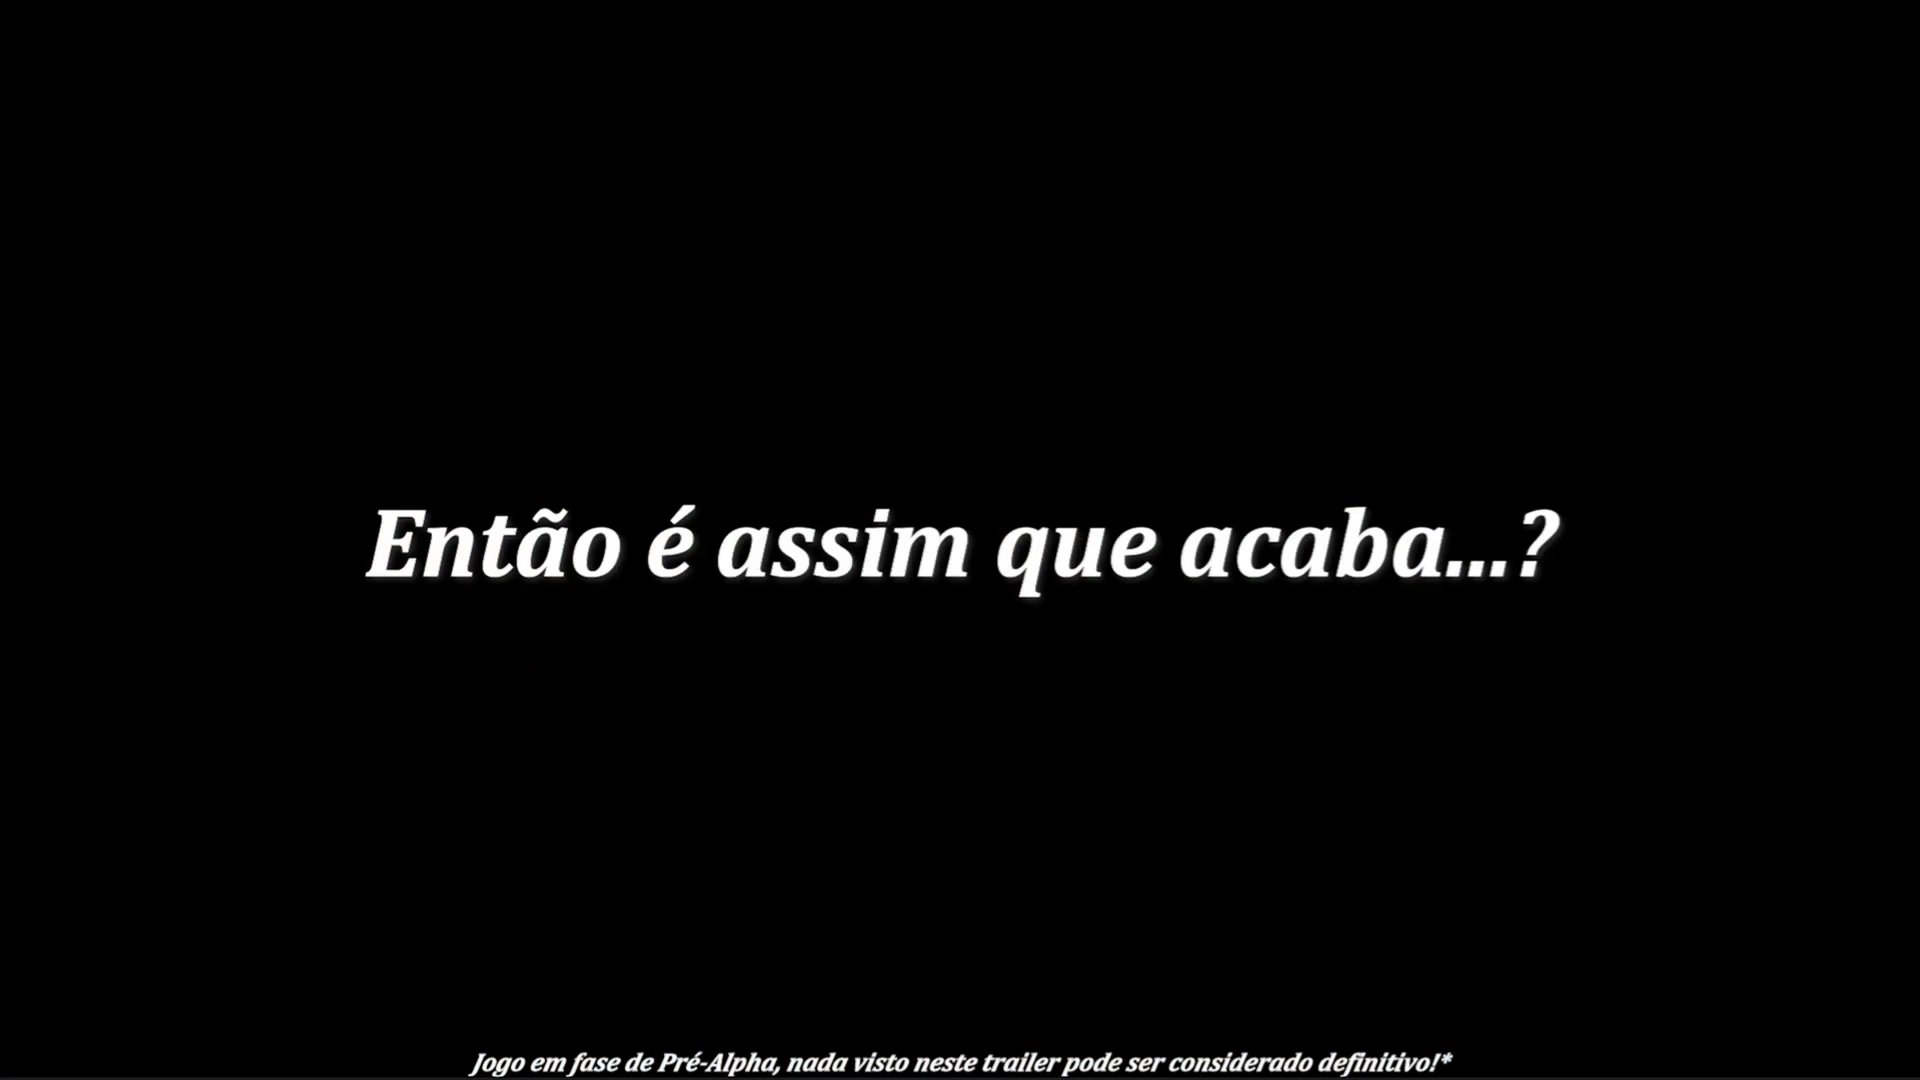 Então é assim que acaba...?
Jogo em fase de Pré-Alpha, nada visto neste trailer pode ser considerado definitivo!*